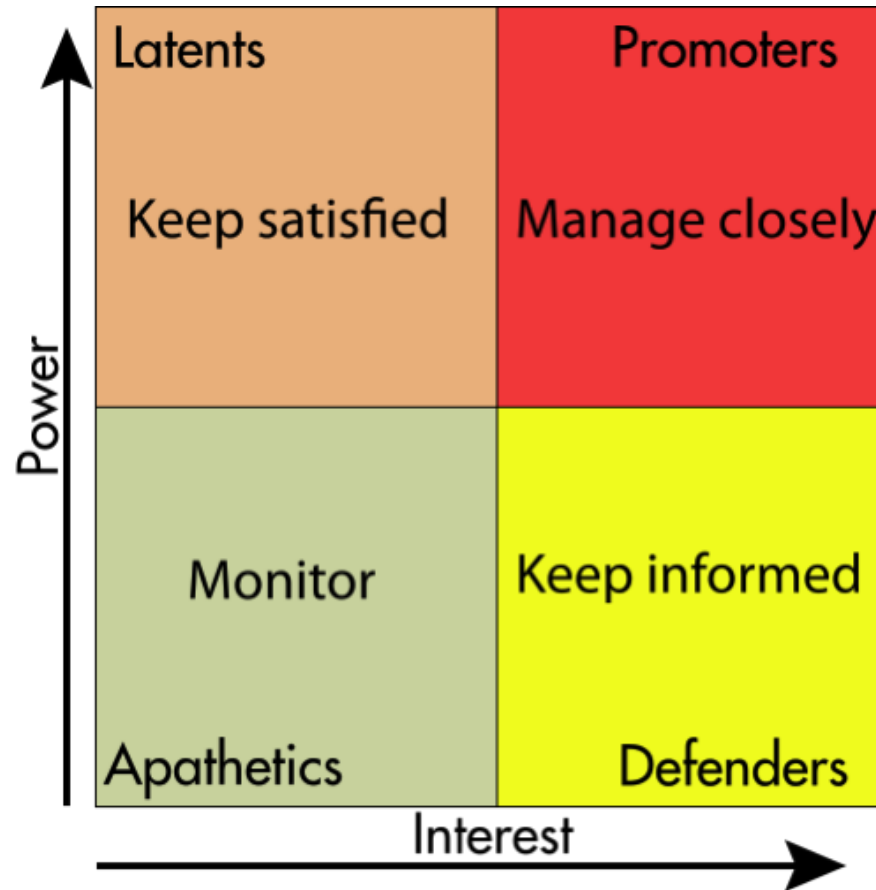 Latents
Promoters
Keep satisfied
Manage closely
Power
Monitor
Keep informed
Apathetics
Defenders
Interest